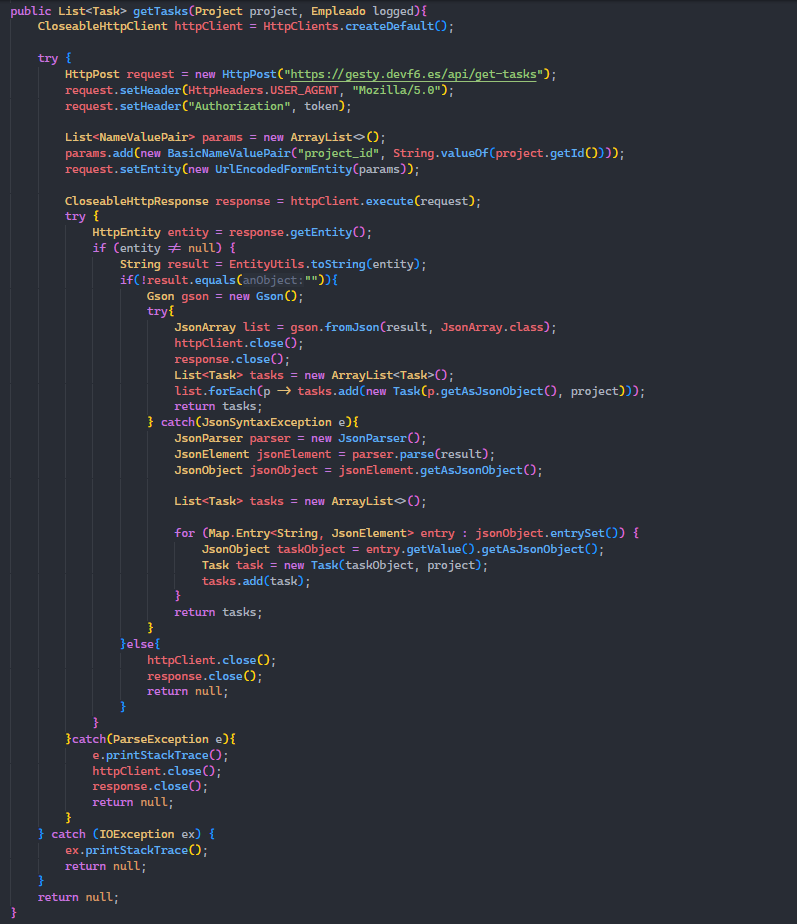 public List<Task> getTasks(Project project, Empleado logged){
    CloseableHttpClient httpClient = HttpClients.createDefault();

    try {
        HttpPost request = new HttpPost("https://gesty.devf6.es/api/get-tasks");
        request.setHeader(HttpHeaders.USER_AGENT, "Mozilla/5.0");
        request.setHeader("Authorization", token);

        List<NameValuePair> params = new ArrayList<>();
        params.add(new BasicNameValuePair("project_id", String.valueOf(project.getId())));
        request.setEntity(new UrlEncodedFormEntity(params));

        CloseableHttpResponse response = httpClient.execute(request);
        try {
            HttpEntity entity = response.getEntity();
            if (entity ≠ null) {
                String result = EntityUtils.toString(entity);
                if(!result.equals(anObject:"")){
                    Gson gson = new Gson();
                    try{
                        JsonArray list = gson.fromJson(result, JsonArray.class);
                        httpClient.close();
                        response.close();
                        List<Task> tasks = new ArrayList<Task>();
                        list.forEach(p → tasks.add(new Task(p.getAsJsonObject(), project)));
                        return tasks;
                    } catch(JsonSyntaxException e){
                        JsonParser parser = new JsonParser();
                        JsonElement jsonElement = parser.parse(result);
                        JsonObject jsonObject = jsonElement.getAsJsonObject();

                        List<Task> tasks = new ArrayList<>();

                        for (Map.Entry<String, JsonElement> entry : jsonObject.entrySet()) {
                            JsonObject taskObject = entry.getValue().getAsJsonObject();
                            Task task = new Task(taskObject, project);
                            tasks.add(task);
                        }
                        return tasks;
                    }
                }else{
                    httpClient.close();
                    response.close();
                    return null;
                }
            }
        }catch(ParseException e){
            e.printStackTrace();
            httpClient.close();
            response.close();
            return null;
        }
    } catch (IOException ex) {
        ex.printStackTrace();
        return null;
    }
    return null;
}